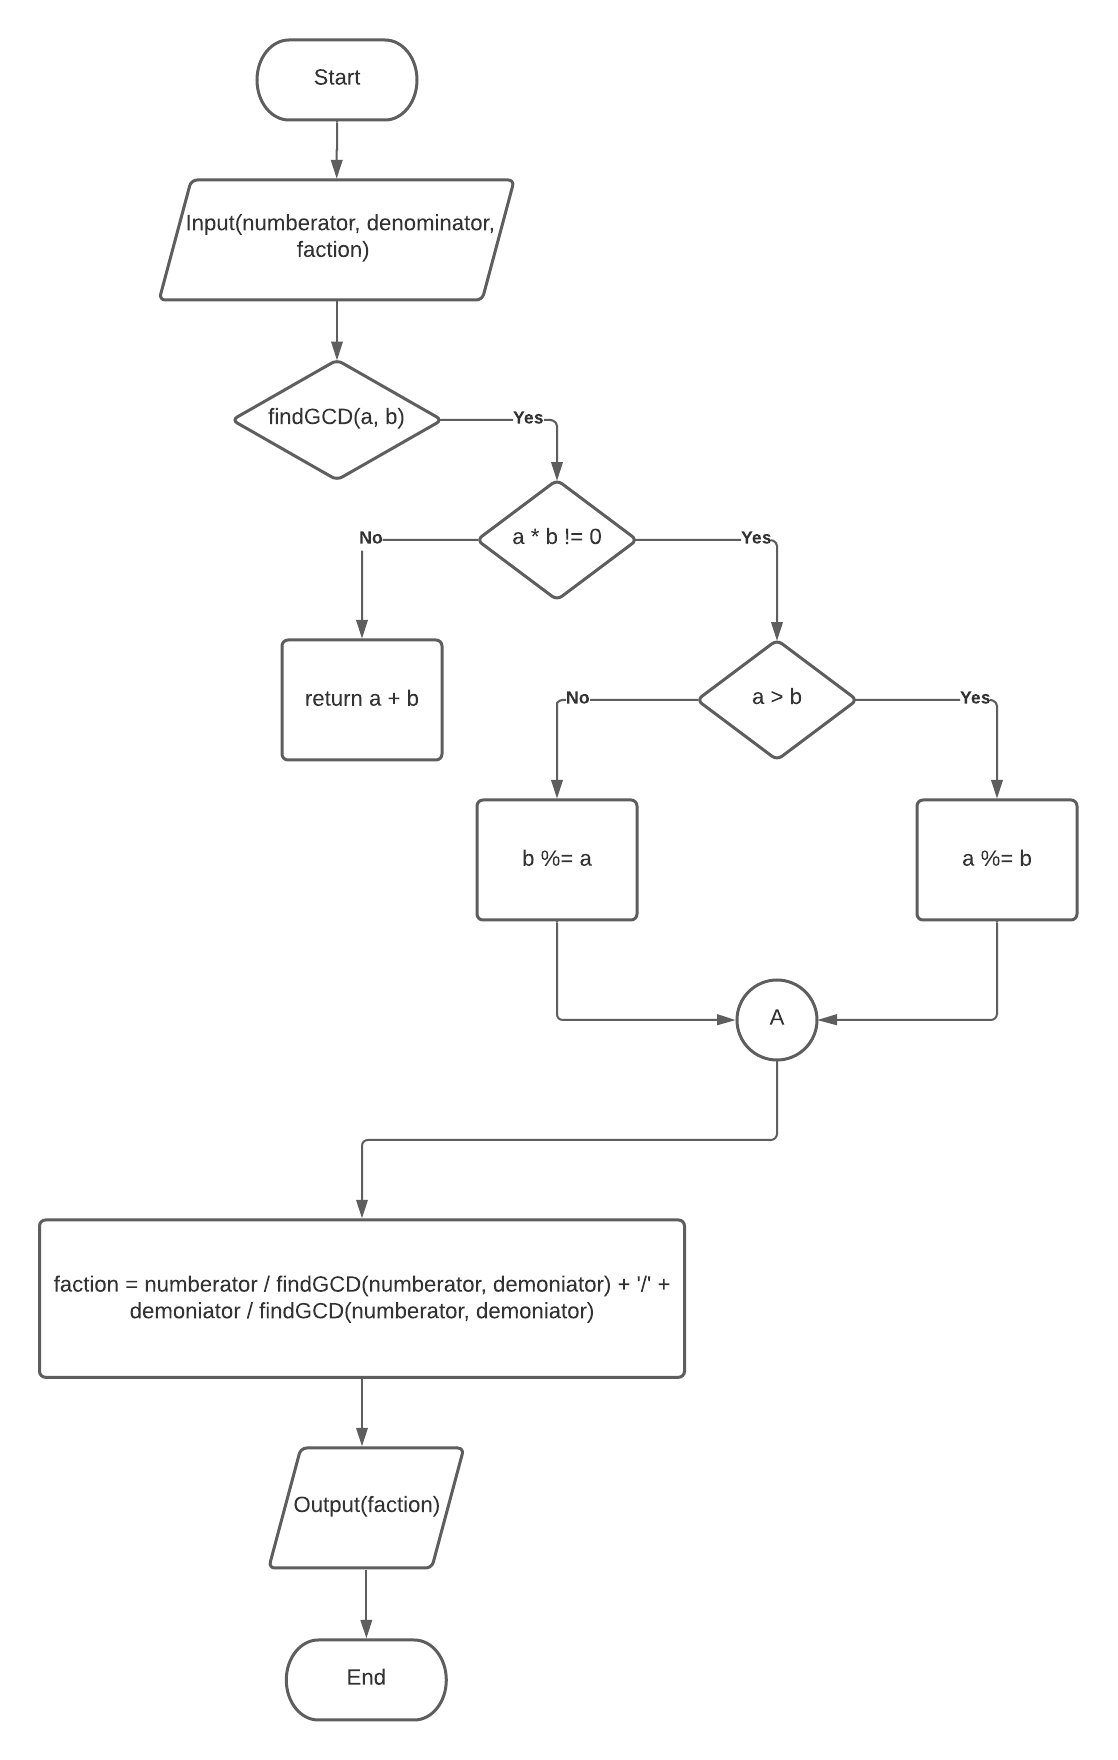 Start
Input(numberator, denominator,
faction)
findGCD(a, b)
Yes
a * b != 0
No
Yes
return a + b
a > b
No
Yes
b %= a
a %= b
A
faction = numberator / findGCD(numberator, demoniator) + '/' +
demoniator / findGCD(numberator, demoniator)
Output(faction)
End